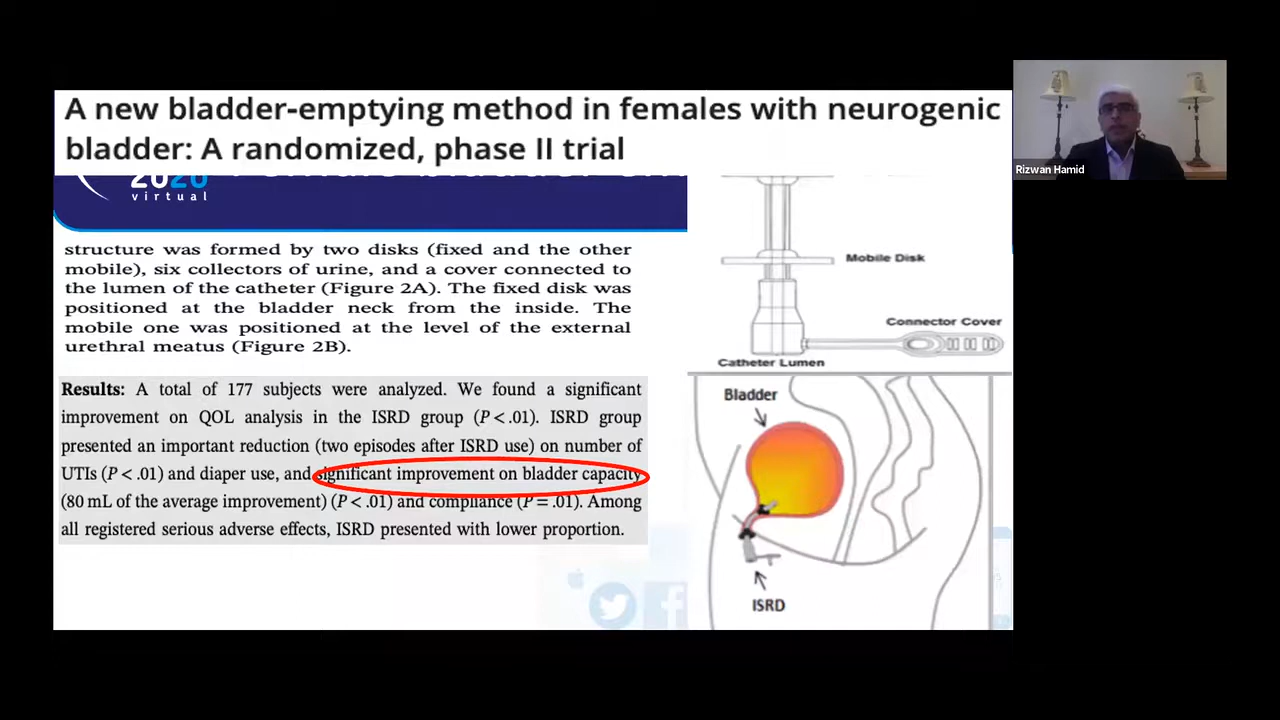 A new bladder-emptying method in females with neurogenic
bladder: A randomized, phase II trial
2020
virtual
structure was formed by two disks (fixed and the other
mobile), six collectors of urine, and a cover connected to
the lumen of the catheter (Figure 2A). The fixed disk was
positioned at the bladder neck from the inside. The
mobile one was positioned at the level of the external
urethral meatus (Figure 2B).
Results: A total of 177 subjects were analyzed. We found a significant
improvement on QOL analysis in the ISRD group (P < .01). ISRD group
presented an important reduction (two episodes after ISRD use) on number of
UTIs (P < .01) and diaper use, and significant improvement on bladder capacity
(80 mL of the average improvement) (P < .01) and compliance (P = .01). Among
all registered serious adverse effects, ISRD presented with lower proportion.
Mobile Disk
Connector Cover
Catheter Lumen
Bladder
ISRD
Rizwan Hamid